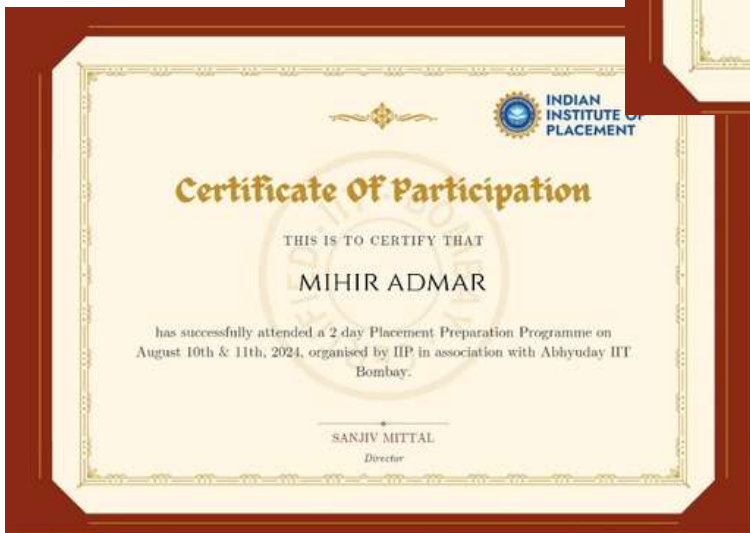 INDIAN
INSTITUTE OF
PLACEMENT
Certificate Of Participation
THIS IS TO CERTIFY THAT
MIHIR ADMAR
has successfully attended a 2 day Placement Preparation Programme on
August 10th & 11th, 2024, organised by IIP in association with Abhyuday IIT
Bombay.
SANJIV MITTAL
Director